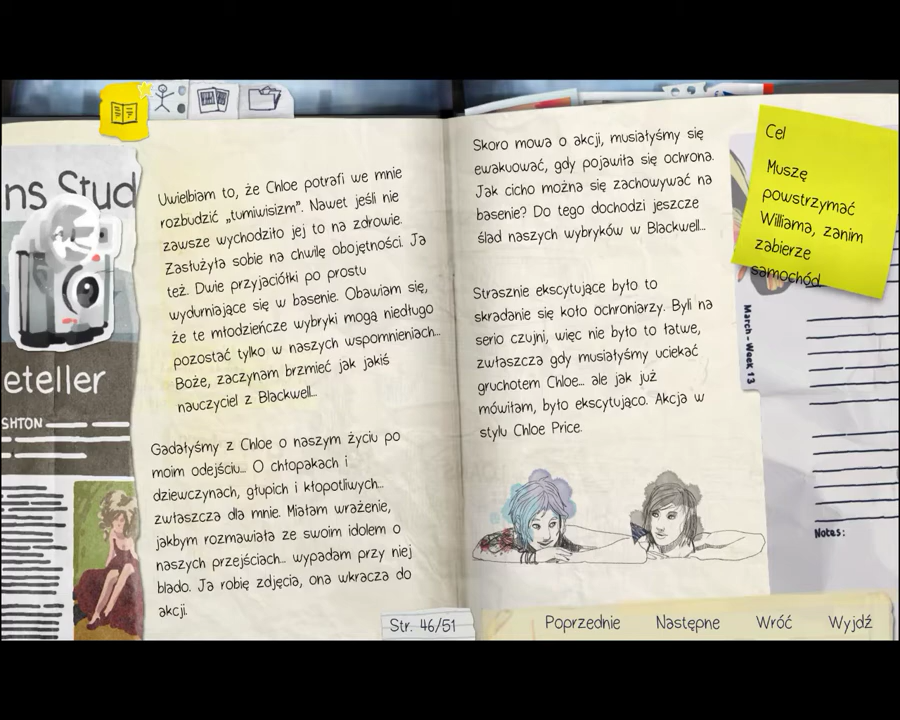 ns Stud
eteller
SHTON
Uwielbiam to, że Chloe potrafi we mnie
rozbudzić „tumiwisizm”. Nawet jeśli nie
zawsze wychodziło jej to na zdrowie.
Zasłużyła sobie na chwilę obojętności. Ja
też. Dwie przyjaciółki po prostu
wydurniające się w basenie. Obawiam się,
że te młodzieńcze wybryki mogą niedługo
pozostać tylko w naszych wspomnieniach...
Boże, zaczynam brzmieć jak jakiś
nauczyciel z Blackwell...
Gadałyśmy z Chloe o naszym życiu po
moim odejściu... O chłopakach i
dziewczynach, głupich i kłopotliwych...
zwłaszcza dla mnie. Miałam wrażenie,
jakbym rozmawiała ze swoim idolem o
naszych przejściach... wypadam przy niej
blado. Ja robię zdjęcia, ona wkracza do
akcji.
Skoro mowa o akcji, musiałyśmy się
ewakuować, gdy pojawiła się ochrona.
Jak cicho można się zachowywać na
basenie? Do tego dochodzi jeszcze
ślad naszych wybryków w Blackwell...
Strasznie ekscytujące było to
skradanie się koło ochroniarzy. Byli na
serio czujni, więc nie było to łatwe,
zwłaszcza gdy musiałyśmy uciekać
gruchotem Chloe... ale jak już
mówiłam, było ekscytująco. Akcja w
stylu Chloe Price.
Cel
Muszę
powstrzymać
Williama, zanim
zabierze
samochód
March - Week 13
Notes:
Str. 46/51
Poprzednie
Następne
Wróć
Wyjdź